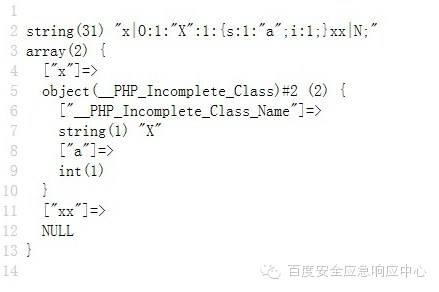 1
2 string(31) "x|O:1:"X":1:{s:1:"a";i:1;}xx|N;"
3 array(2) {
4   ["x"]=>
5   object(__PHP_Incomplete_Class)#2 (2) {
6     ["__PHP_Incomplete_Class_Name"]=>
7     string(1) "X"
8     ["a"]=>
9     int(1)
10   }
11   ["xx"]=>
12   NULL
13 }
14
百度安全应急响应中心